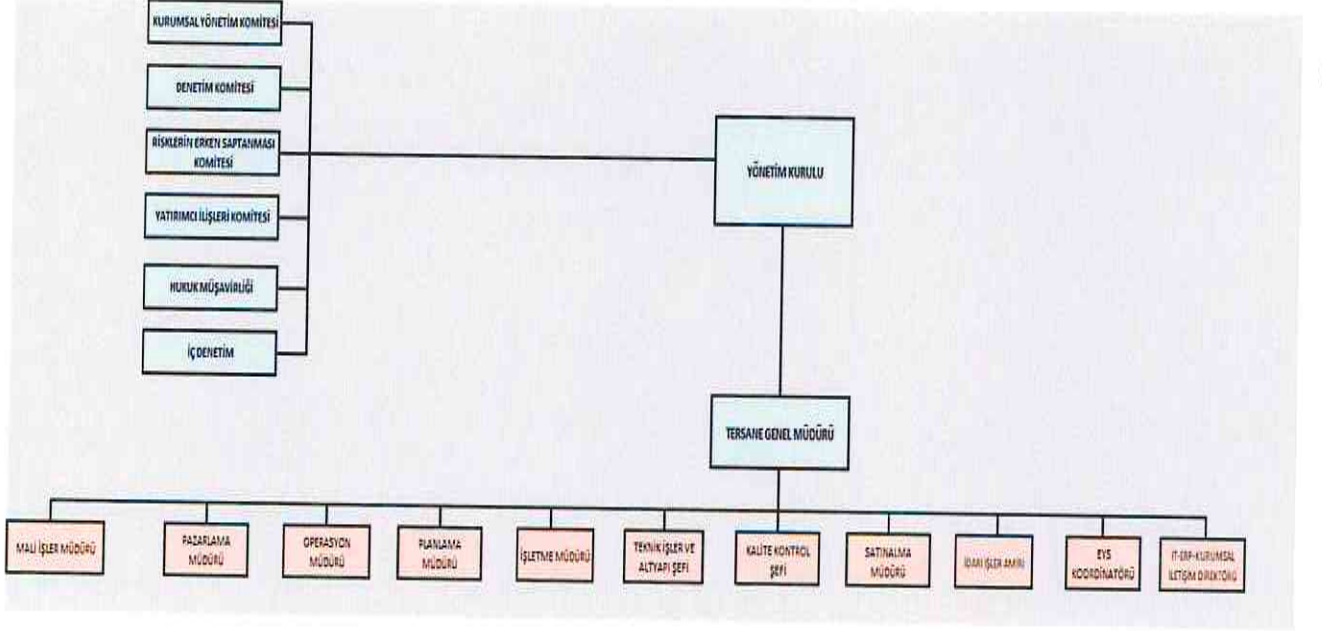 KURUMSAL YÖNETİM KOMİTESİ
DENETİM KOMİTESİ
RİSKLERİN ERKEN SAPTANMASI
KOMİTESİ
YATIRIMCI İLİŞLERİ KOMİTESİ
HUKUK MÜŞAVİRLİĞİ
İÇ DENETİM
YÖNETİM KURULU
TERSANE GENEL MÜDÜRÜ
MALİ İŞLER MÜDÜRÜ
PAZARLAMA
MÜDÜRÜ
OPERASYON
MÜDÜRÜ
PLANLAMA
MÜDÜRÜ
İŞLETME MÜDÜRÜ
TEKNİK İŞLER VE
ALTYAPI ŞEFİ
KALİTE KONTROL
ŞEFİ
SATINALMA
MÜDÜRÜ
İDARİ İŞLER AMİRİ
EYS
KOORDİNATÖRÜ
IT-ERP-KURUMSAL
İLETİŞİM DİREKTÖRÜ